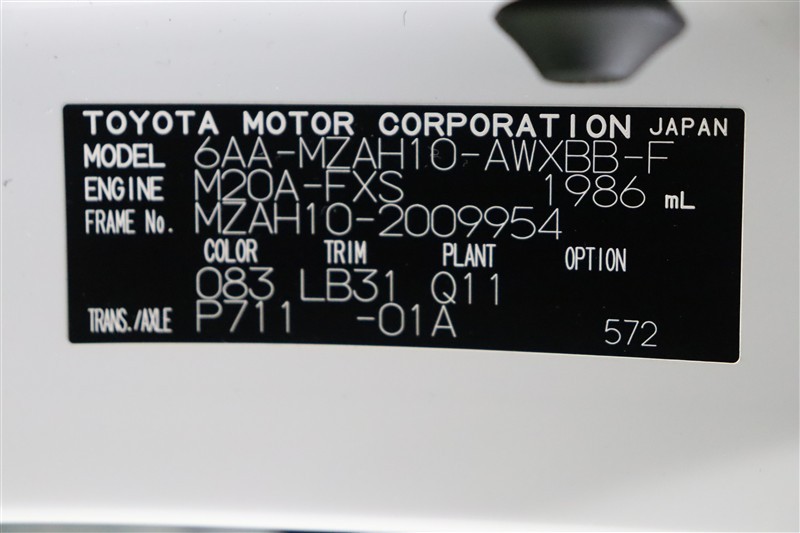 TOYOTA MOTOR CORPORATION JAPAN
MODEL 6AA-MZAH10-AWXBB-F
ENGINE M20A-FXS 1986 mL
FRAME No. MZAH10-2009954
COLOR TRIM PLANT OPTION
083 LB31 Q11
TRANS./AXLE P711 -01A 572